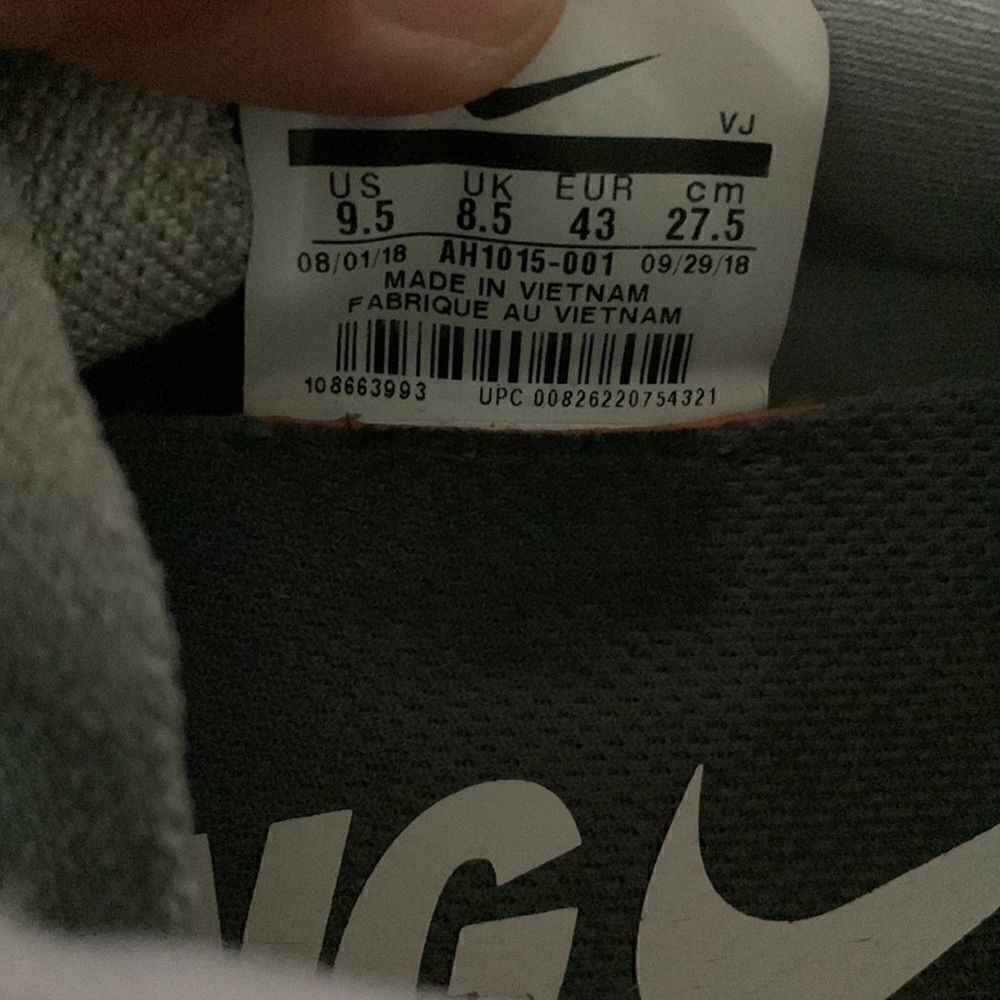 VJ
US UK EUR cm
9.5 8.5 43 27.5
08/01/18 AH1015-001 09/29/18
MADE IN VIETNAM
FABRIQUE AU VIETNAM
108663993 UPC 00826220754321
NG